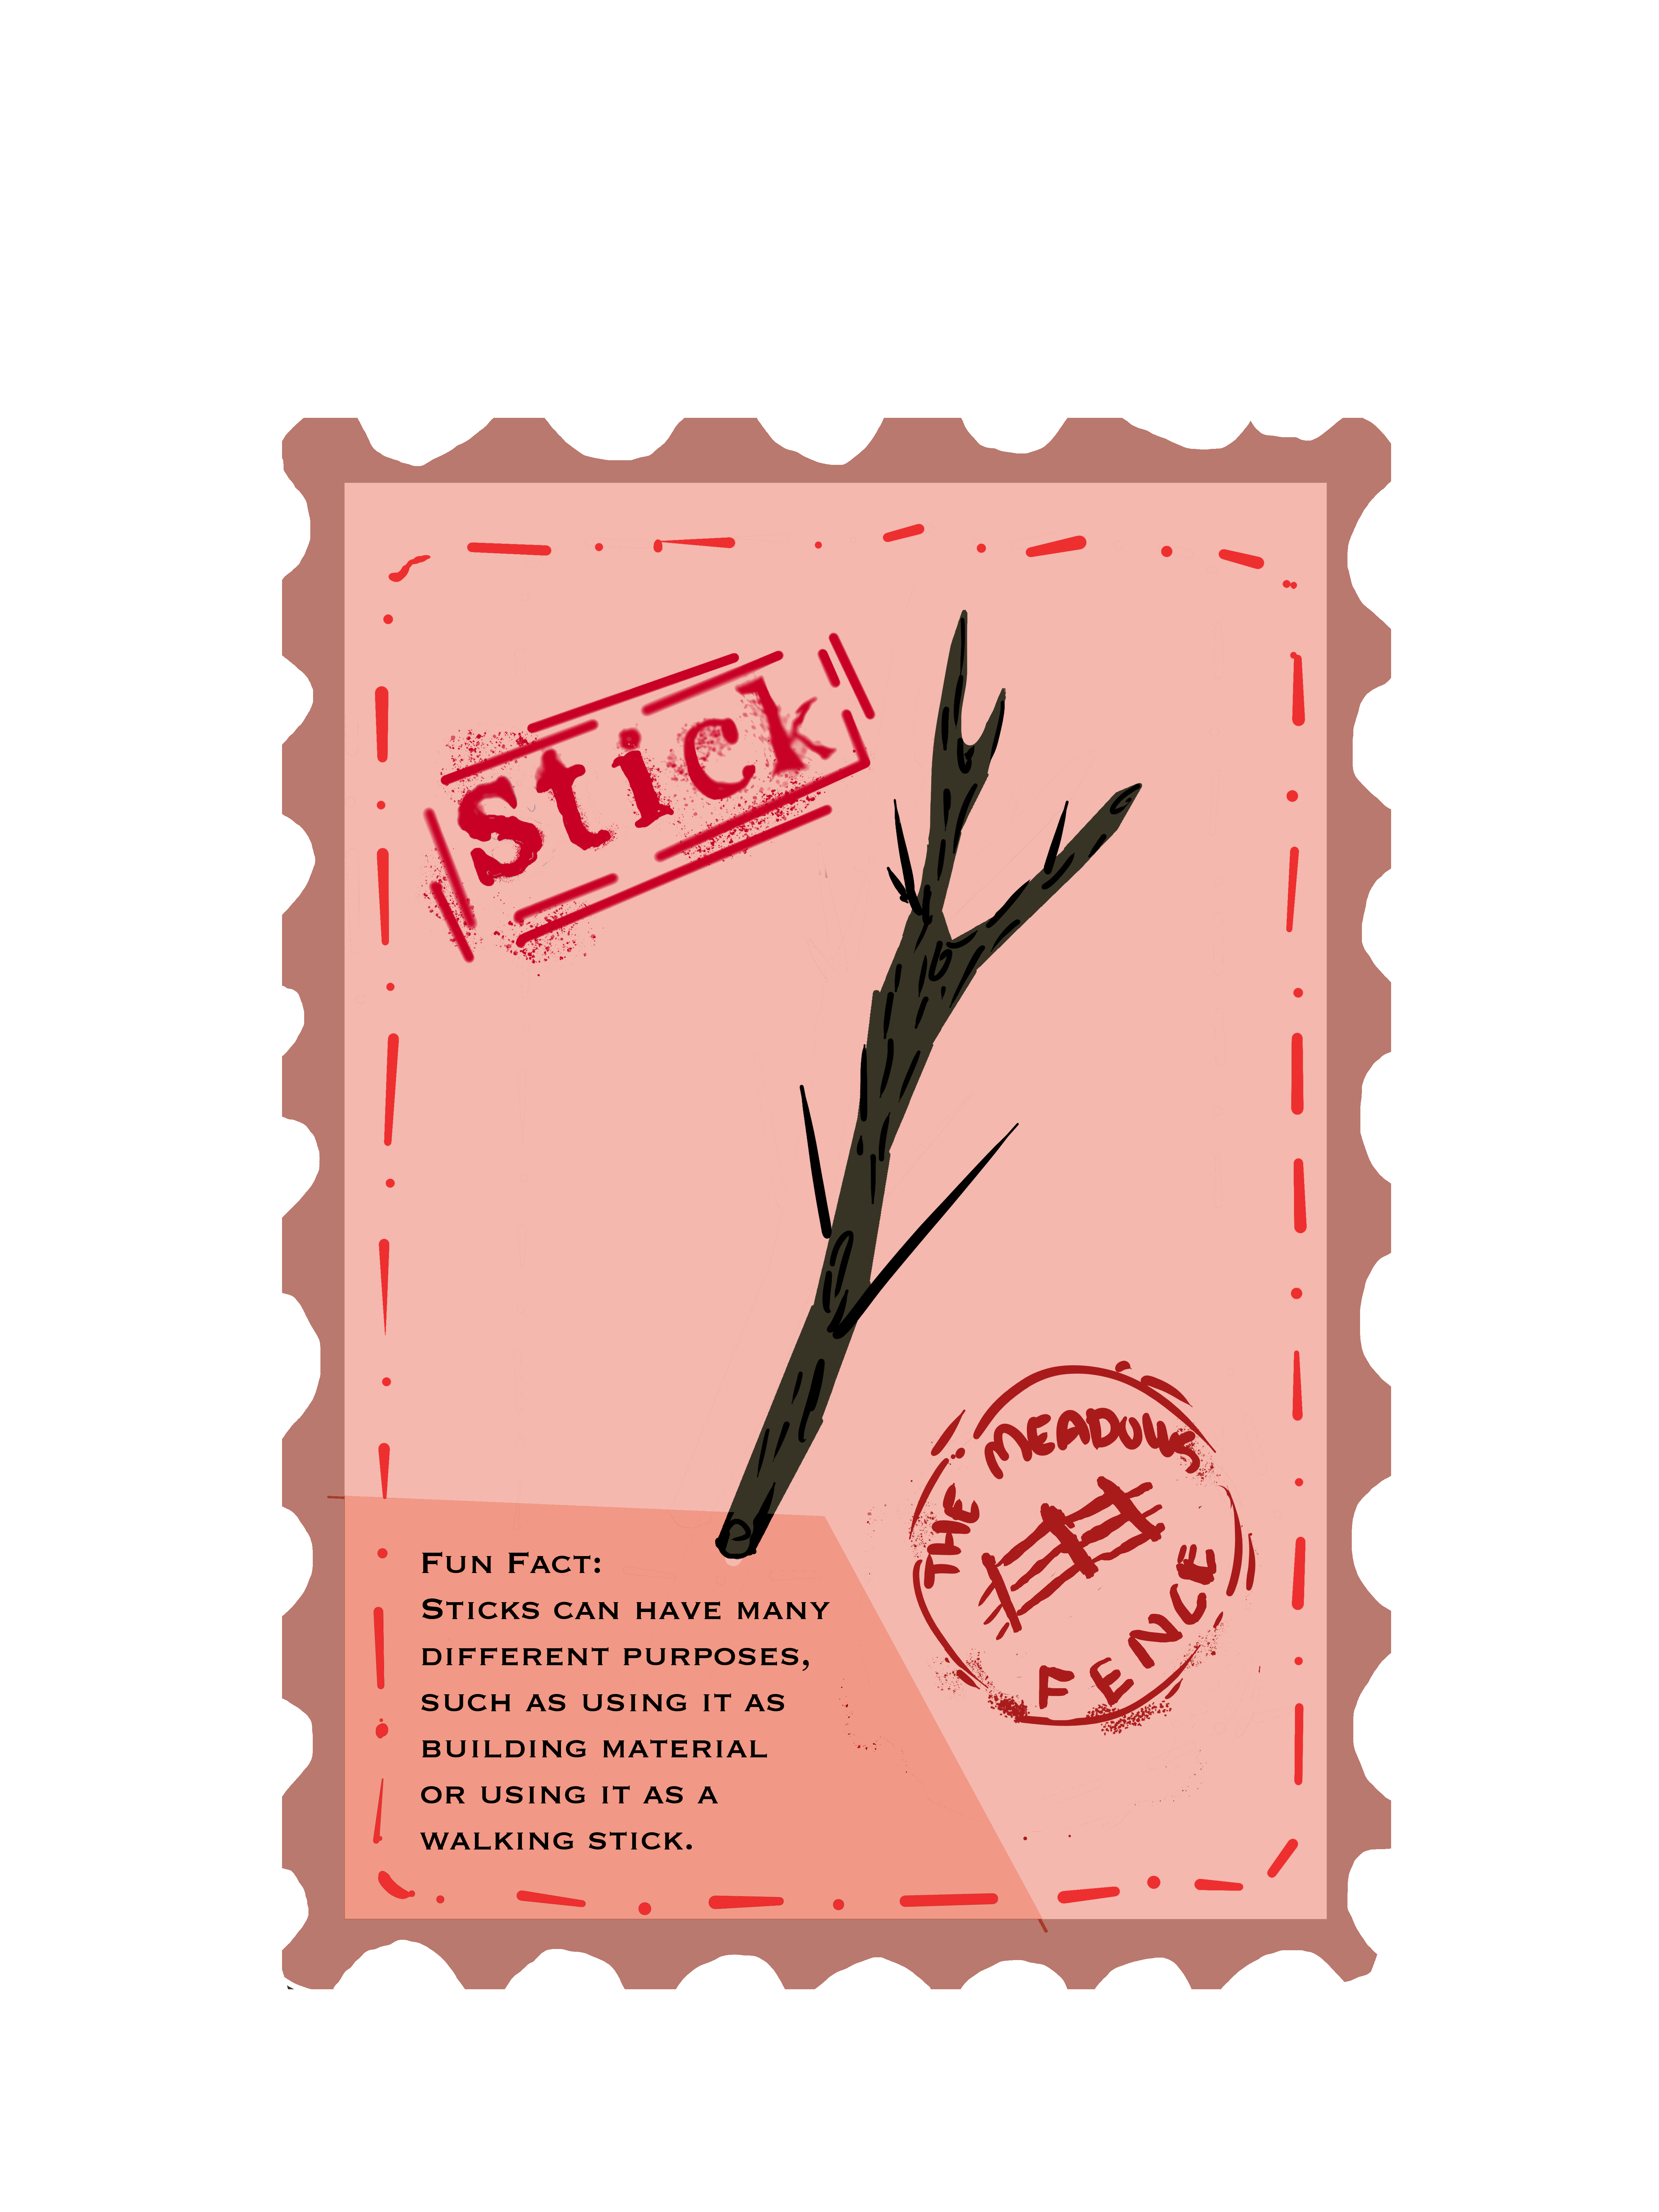 stick
THE MEADOWS
FENCE
Fun Fact:
Sticks can have many
different purposes,
such as using it as
building material
or using it as a
walking stick.